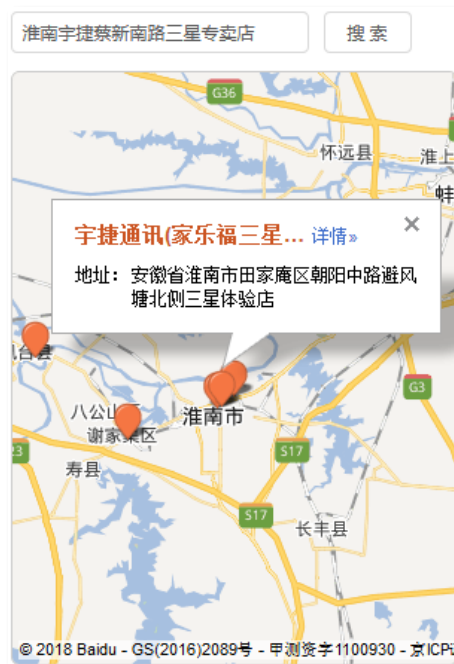 淮南宇捷蔡新南路三星专卖店
搜 索
G36
怀远县
淮上
蚌
宇捷通讯(家乐福三星... 详情»
地址： 安徽省淮南市田家庵区朝阳中路避风
塘北侧三星体验店
台县
G3
八公山区
淮南市
谢家集区
23
S17
寿县
S17
长丰县
© 2018 Baidu - GS(2016)2089号 - 甲测资字1100930 - 京ICP证